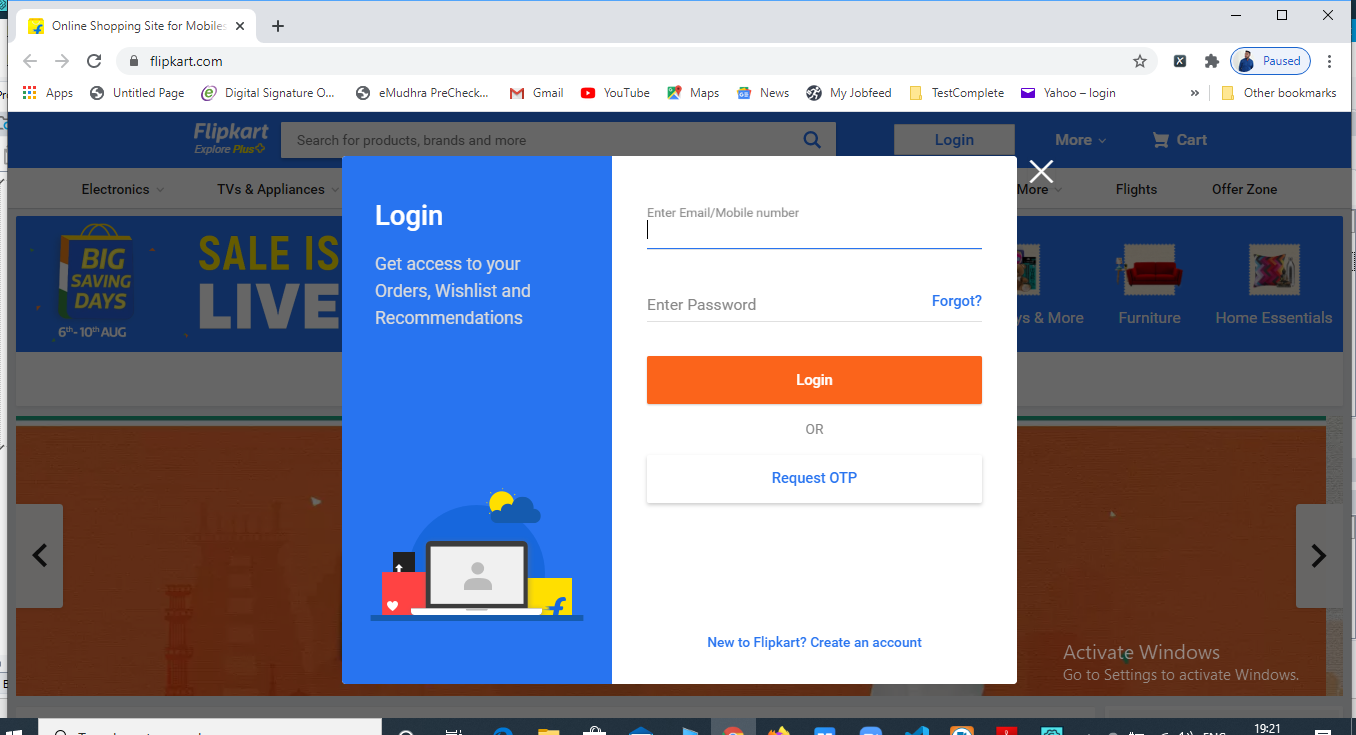 Online Shopping Site for Mobiles
flipkart.com
Paused
Apps
Untitled Page
Digital Signature O...
eMudhra PreCheck...
Gmail
YouTube
Maps
News
My Jobfeed
TestComplete
Yahoo – login
»
Other bookmarks
Flipkart
Explore Plus
Search for products, brands and more
Login
More
Cart
Electronics
TVs & Appliances
More
Flights
Offer Zone
BIG
SAVING
DAYS
6th-10th AUG
SALE IS
LIVE
& More
Furniture
Home Essentials
Login
Get access to your
Orders, Wishlist and
Recommendations
Enter Email/Mobile number
Enter Password
Forgot?
Login
OR
Request OTP
New to Flipkart? Create an account
Activate Windows
Go to Settings to activate Windows.
19:21